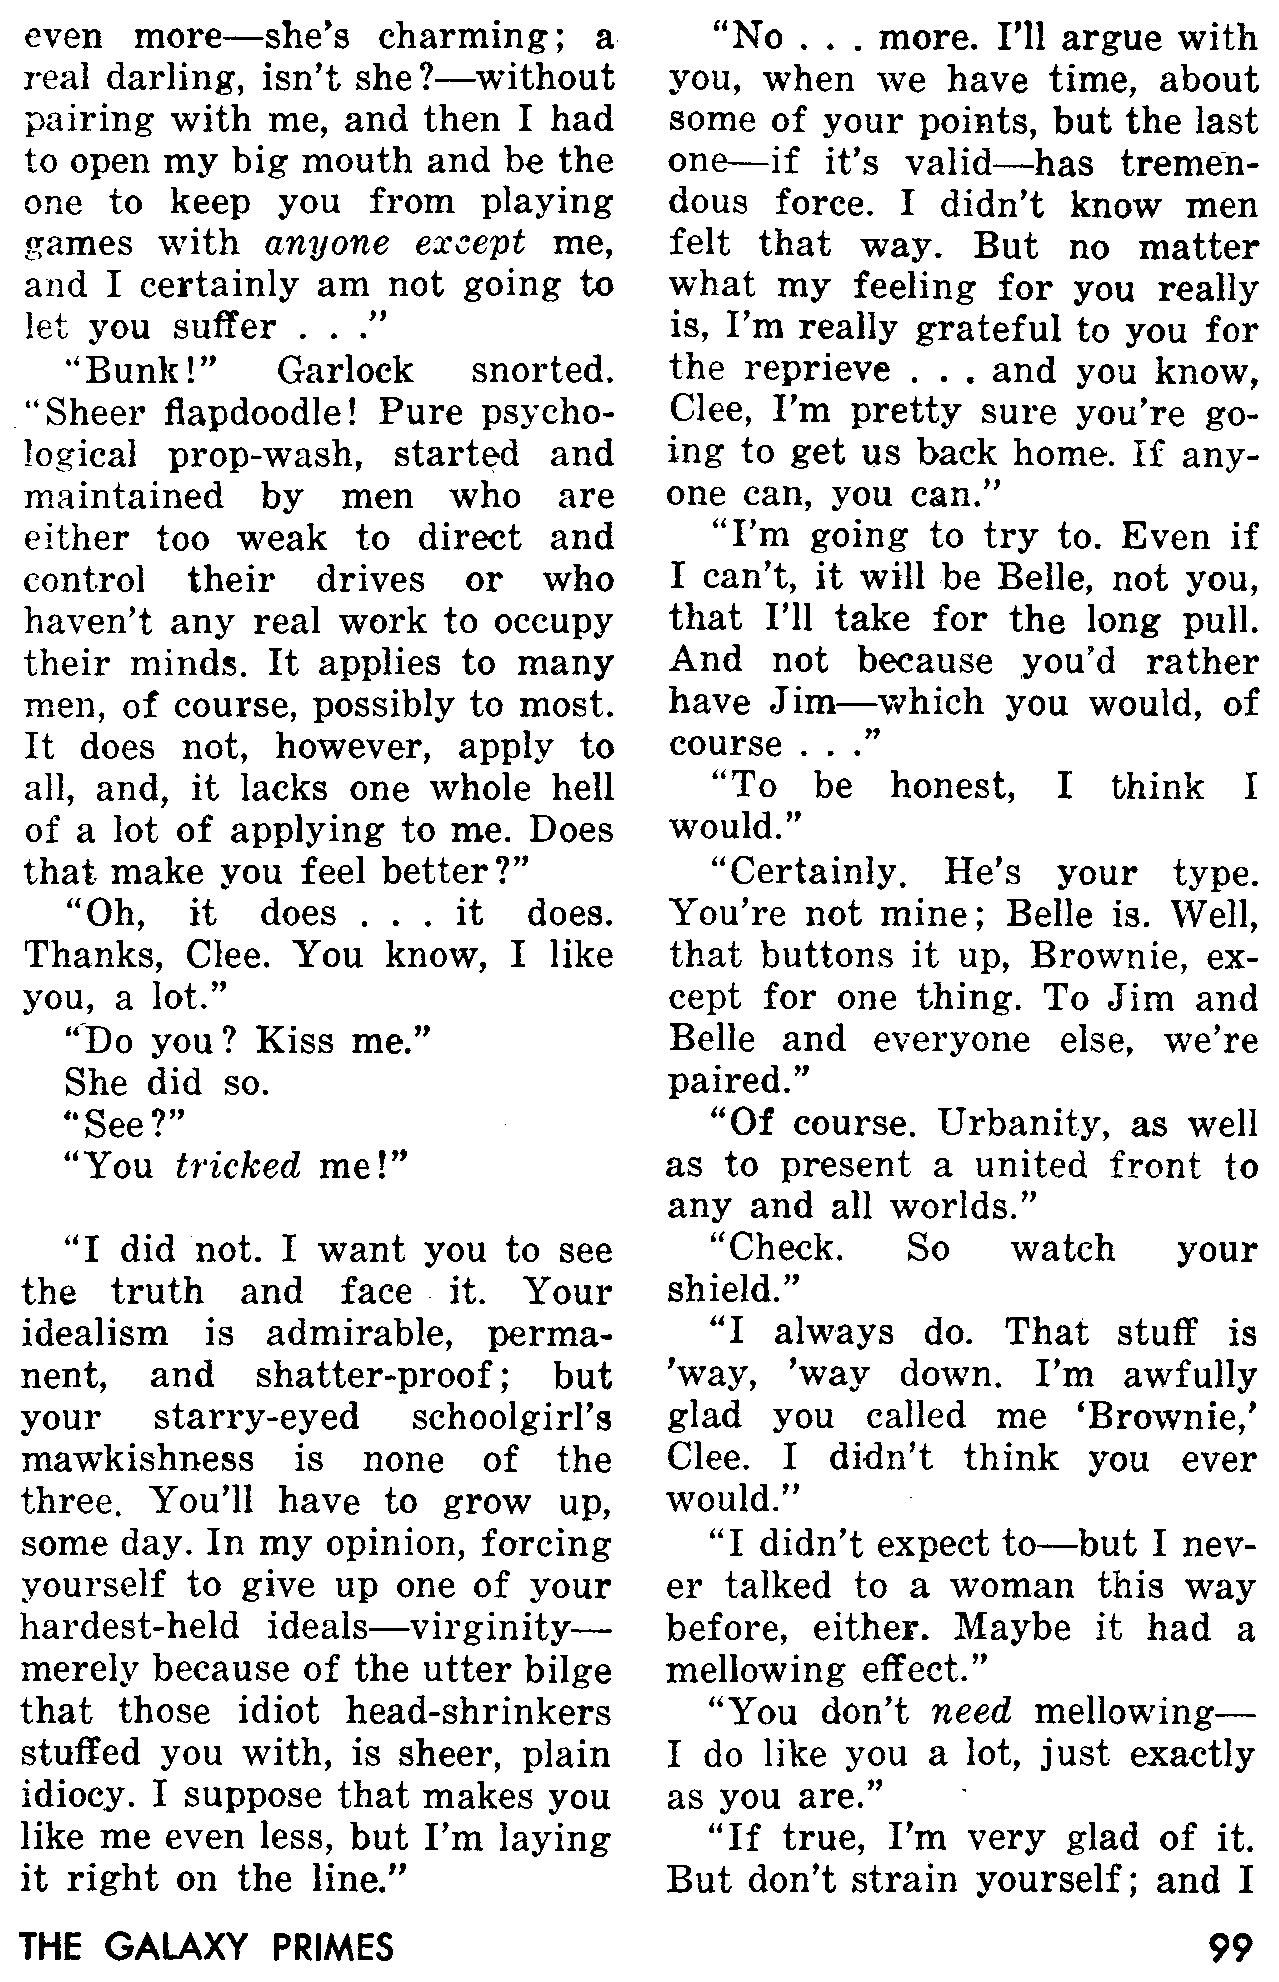 even more—she's charming; a
real darling, isn't she?—without
pairing with me, and then I had
to open my big mouth and be the
one to keep you from playing
games with anyone except me,
and I certainly am not going to
let you suffer . . ."
"Bunk!" Garlock snorted.
"Sheer flapdoodle! Pure psycho-
logical prop-wash, started and
maintained by men who are
either too weak to direct and
control their drives or who
haven't any real work to occupy
their minds. It applies to many
men, of course, possibly to most.
It does not, however, apply to
all, and, it lacks one whole hell
of a lot of applying to me. Does
that make you feel better?"
"Oh, it does . . . it does.
Thanks, Clee. You know, I like
you, a lot."
"Do you? Kiss me."
She did so.
"See?"
"You tricked me!"
"I did not. I want you to see
the truth and face it. Your
idealism is admirable, perma-
nent, and shatter-proof; but
your starry-eyed schoolgirl's
mawkishness is none of the
three. You'll have to grow up,
some day. In my opinion, forcing
yourself to give up one of your
hardest-held ideals—virginity—
merely because of the utter bilge
that those idiot head-shrinkers
stuffed you with, is sheer, plain
idiocy. I suppose that makes you
like me even less, but I'm laying
it right on the line."
"No . . . more. I'll argue with
you, when we have time, about
some of your points, but the last
one—if it's valid—has tremen-
dous force. I didn't know men
felt that way. But no matter
what my feeling for you really
is, I'm really grateful to you for
the reprieve . . . and you know,
Clee, I'm pretty sure you're go-
ing to get us back home. If any-
one can, you can."
"I'm going to try to. Even if
I can't, it will be Belle, not you,
that I'll take for the long pull.
And not because you'd rather
have Jim—which you would, of
course . . ."
"To be honest, I think I
would."
"Certainly. He's your type.
You're not mine; Belle is. Well,
that buttons it up, Brownie, ex-
cept for one thing. To Jim and
Belle and everyone else, we're
paired."
"Of course. Urbanity, as well
as to present a united front to
any and all worlds."
"Check. So watch your
shield."
"I always do. That stuff is
'way, 'way down. I'm awfully
glad you called me 'Brownie,'
Clee. I didn't think you ever
would."
"I didn't expect to—but I nev-
er talked to a woman this way
before, either. Maybe it had a
mellowing effect."
"You don't need mellowing—
I do like you a lot, just exactly
as you are."
"If true, I'm very glad of it.
But don't strain yourself; and I
THE GALAXY PRIMES
99